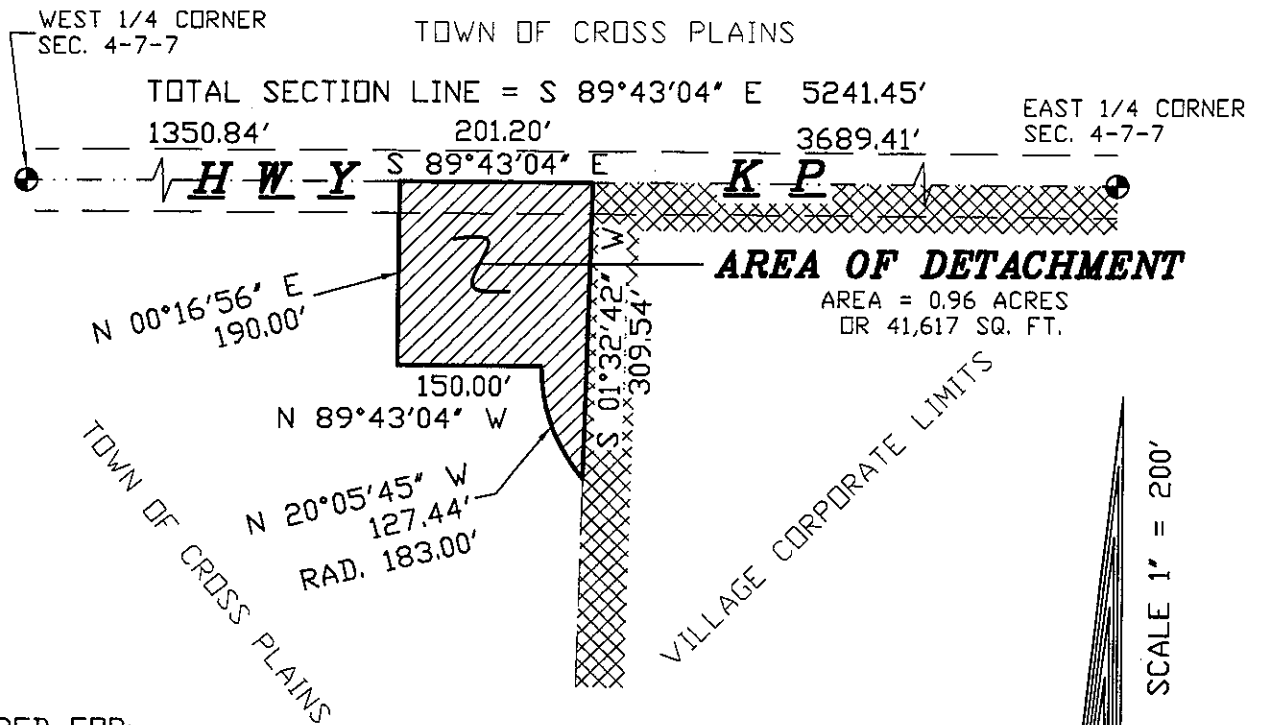 WEST 1/4 CORNER
SEC. 4-7-7
TOWN OF CROSS PLAINS
TOTAL SECTION LINE = S 89°43'04" E 5241.45'
EAST 1/4 CORNER
SEC. 4-7-7
1350.84'
201.20'
3689.41'
S 89°43'04" E
HWY KP
AREA OF DETACHMENT
AREA = 0.96 ACRES
OR 41,617 SQ. FT.
N 00°16'56" E
190.00'
S 01°32'42" W
309.54'
150.00'
N 89°43'04" W
N 20°05'45" W
127.44'
RAD. 183.00'
TOWN OF CROSS PLAINS
VILLAGE CORPORATE LIMITS
SCALE 1" = 200'